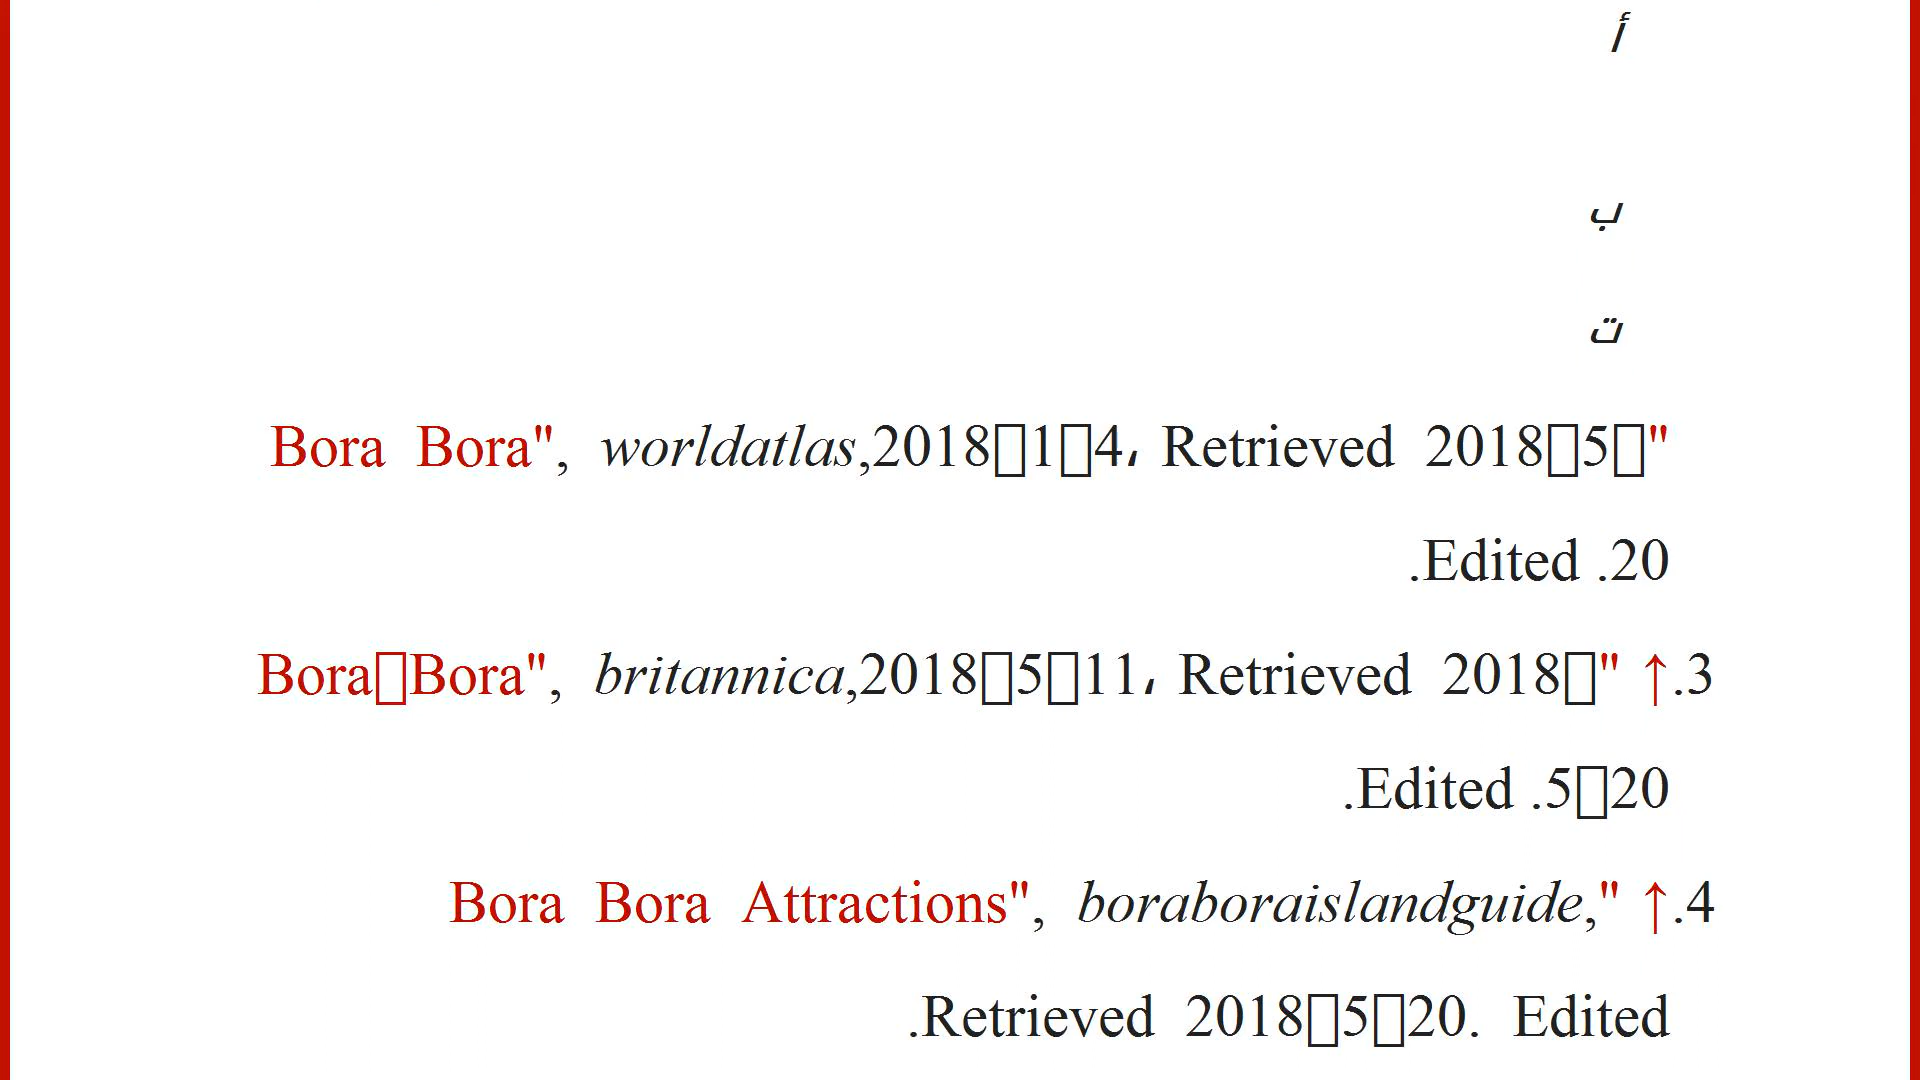 أ
ب
ت
"Bora Bora", worldatlas,2018□1□4، Retrieved 2018□5□
20. Edited.
3.↑ "Bora□Bora", britannica,2018□5□11، Retrieved 2018□
5□20. Edited.
4.↑ "Bora Bora Attractions", boraboraislandguide,
Retrieved 2018□5□20. Edited.